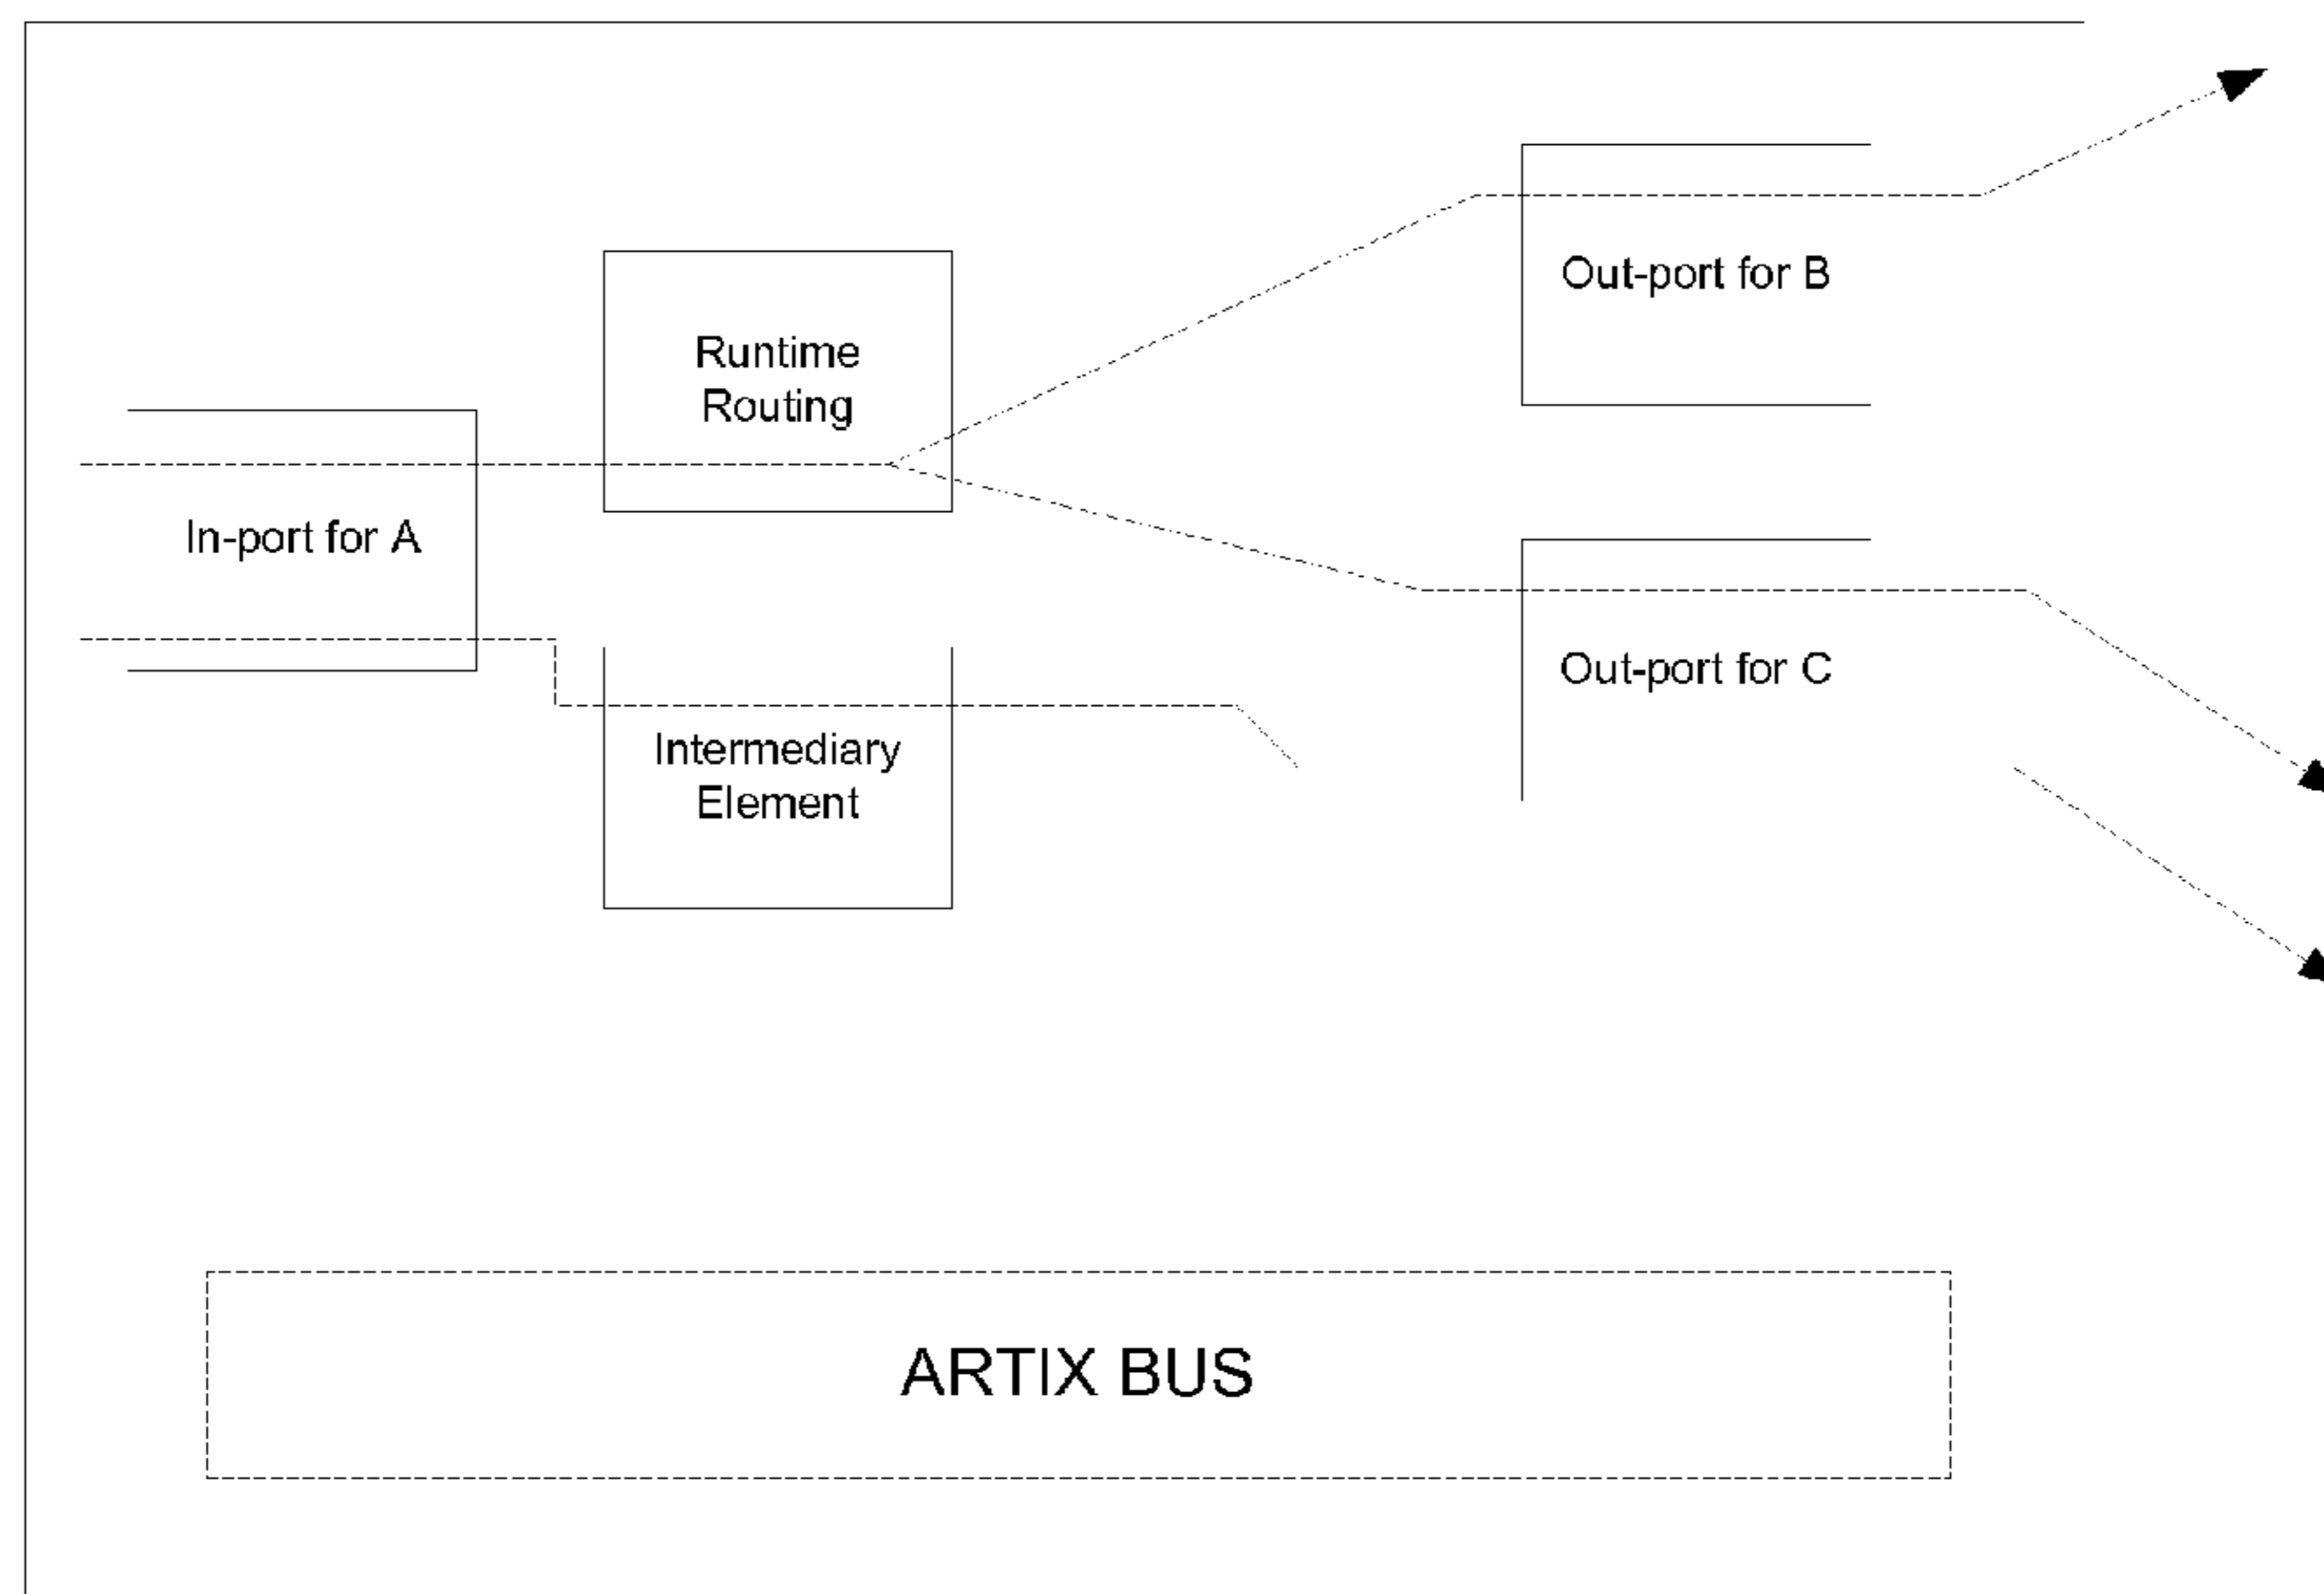 Out-port for B
Runtime
Routing
In-port for A
Out-port for C
Intermediary
Element
ARTIX BUS